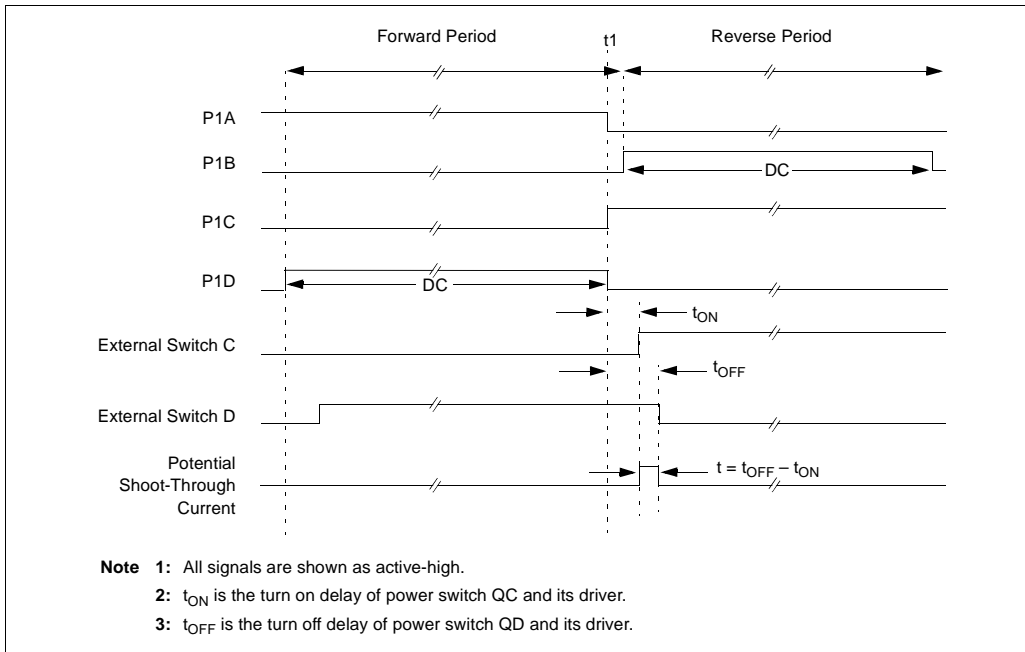 Forward Period
t1
Reverse Period
P1A
P1B
DC
P1C
P1D
DC
tON
External Switch C
tOFF
External Switch D
Potential
Shoot-Through
Current
t = tOFF – tON
Note 1: All signals are shown as active-high.
2: tON is the turn on delay of power switch QC and its driver.
3: tOFF is the turn off delay of power switch QD and its driver.